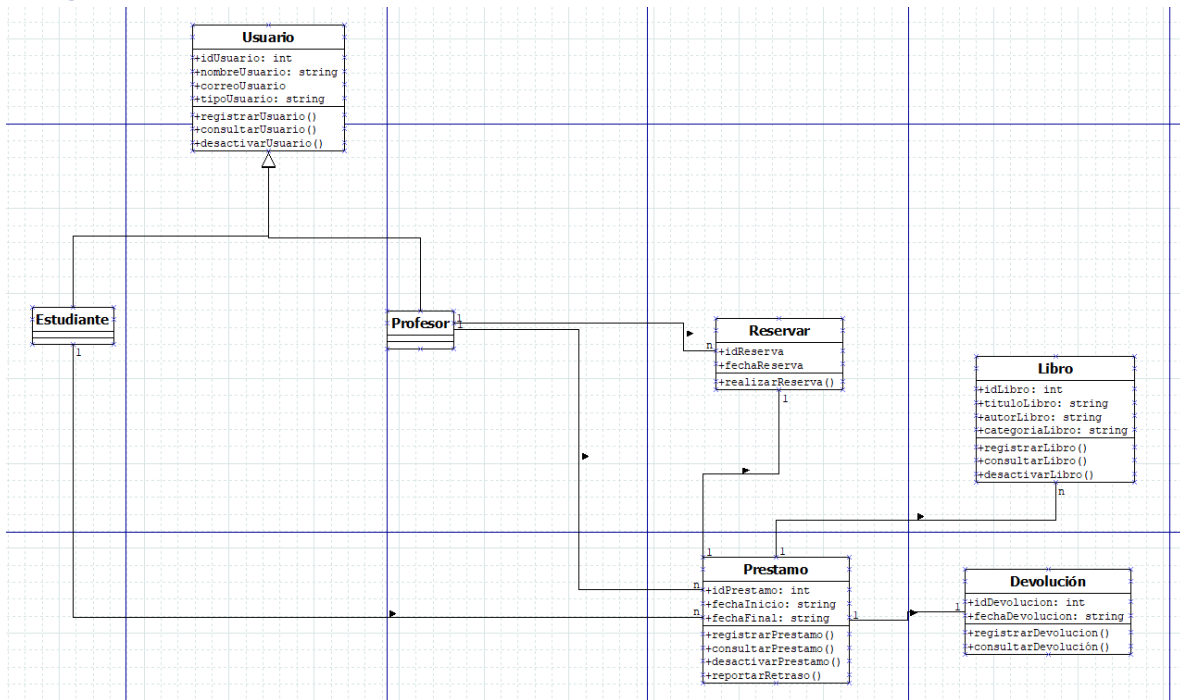 Usuario
+idUsuario: int
+nombreUsuario: string
+correoUsuario
+tipoUsuario: string
+registrarUsuario()
+consultarUsuario()
+desactivarUsuario()
Estudiante
1
Profesor
1
1
Reservar
n
+idReserva
+fechaReserva
+realizarReserva()
1
Libro
+idLibro: int
+tituloLibro: string
+autorLibro: string
+categoriaLibro: string
+registrarLibro()
+consultarLibro()
+desactivarLibro()
n
1
1
Prestamo
n
+idPrestamo: int
+fechaInicio: string
n
+fechaFinal: string
1
+registrarPrestamo()
+consultarPrestamo()
+desactivarPrestamo()
+reportarRetraso()
Devolución
1
+idDevolucion: int
+fechaDevolucion: string
+registrarDevolucion()
+consultarDevolución()